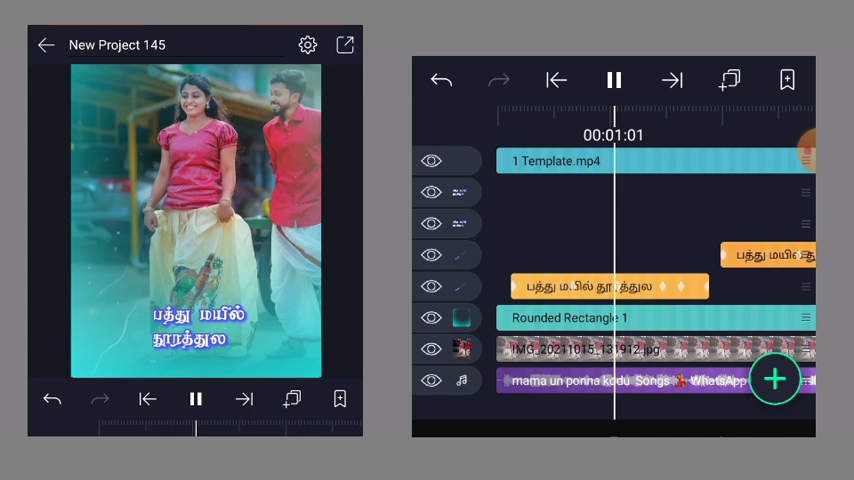 New Project 145
பத்து மயில்
தூரத்துல
00:01:01
1 Template.mp4
பத்து மயில் தூ
பத்து மயில் தூரத்துல
Rounded Rectangle 1
IMG_20211015_131912.jpg
mama un ponna kodu Songs 💃 WhatsApp